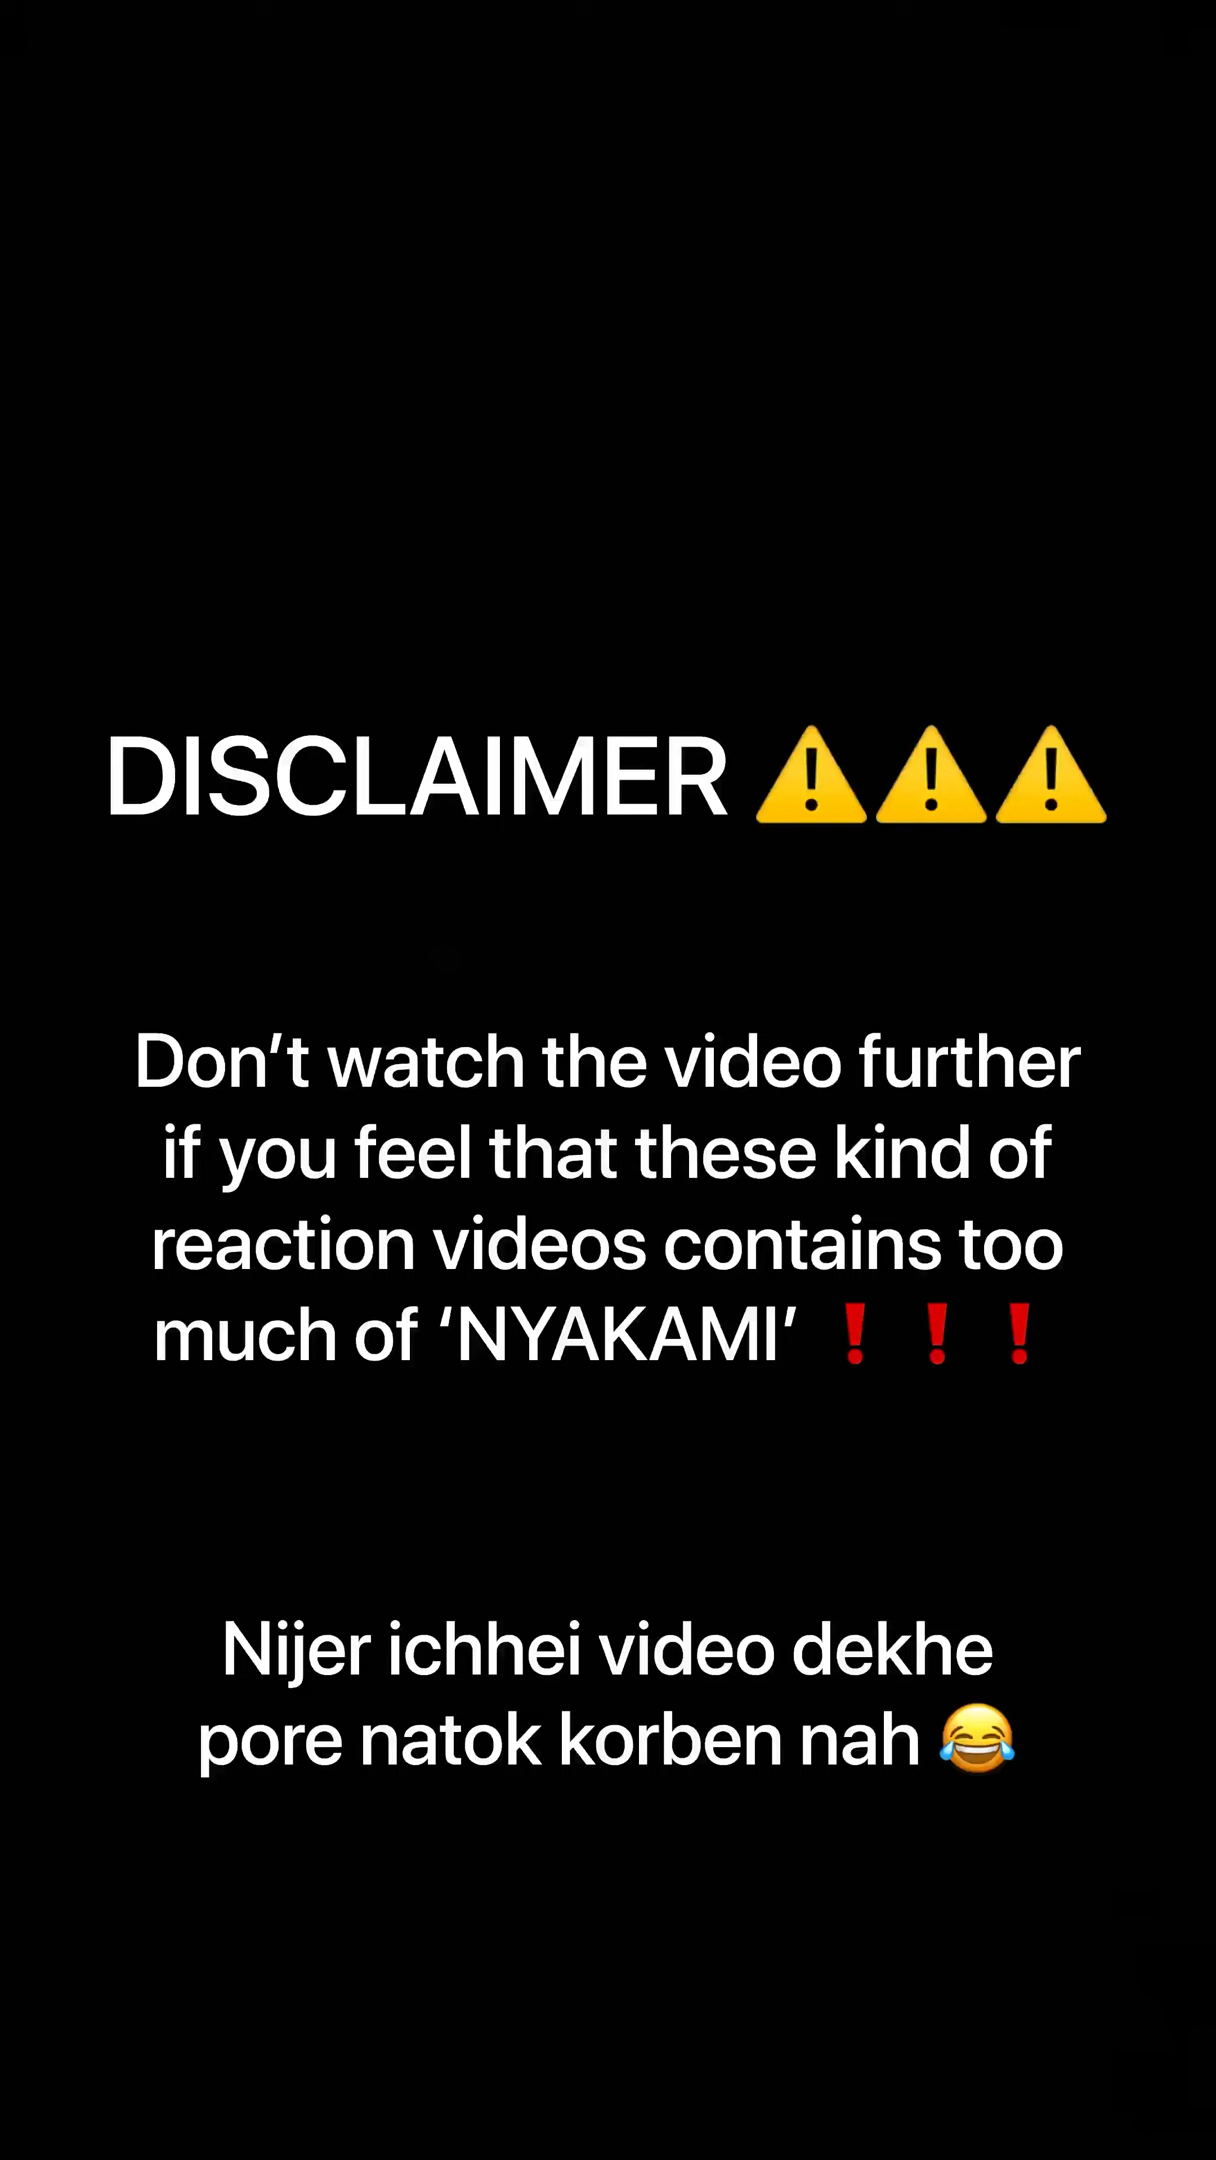 DISCLAIMER ⚠️⚠️⚠️
Don’t watch the video further
if you feel that these kind of
reaction videos contains too
much of ‘NYAKAMI’ ❗❗❗
Nijer ichhei video dekhe
pore natok korben nah 😂